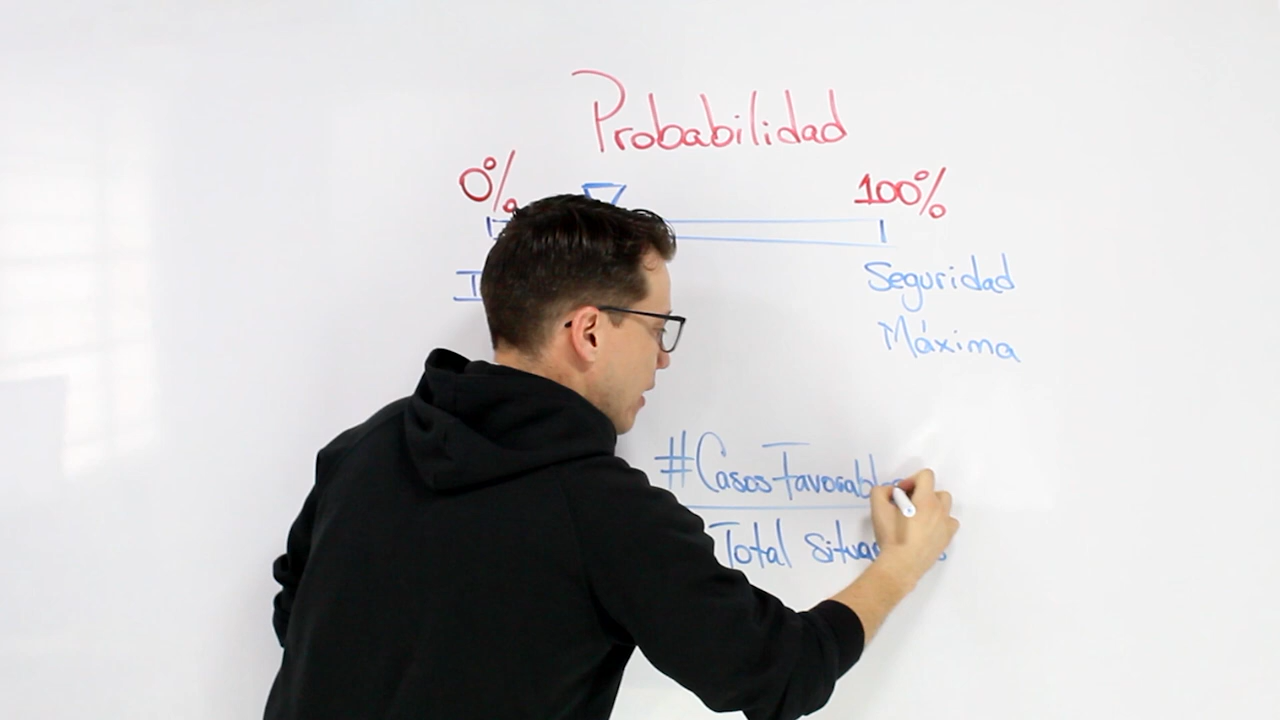 Probabilidad
0% 100%
Seguridad
Máxima
#Casos Favorables
Total